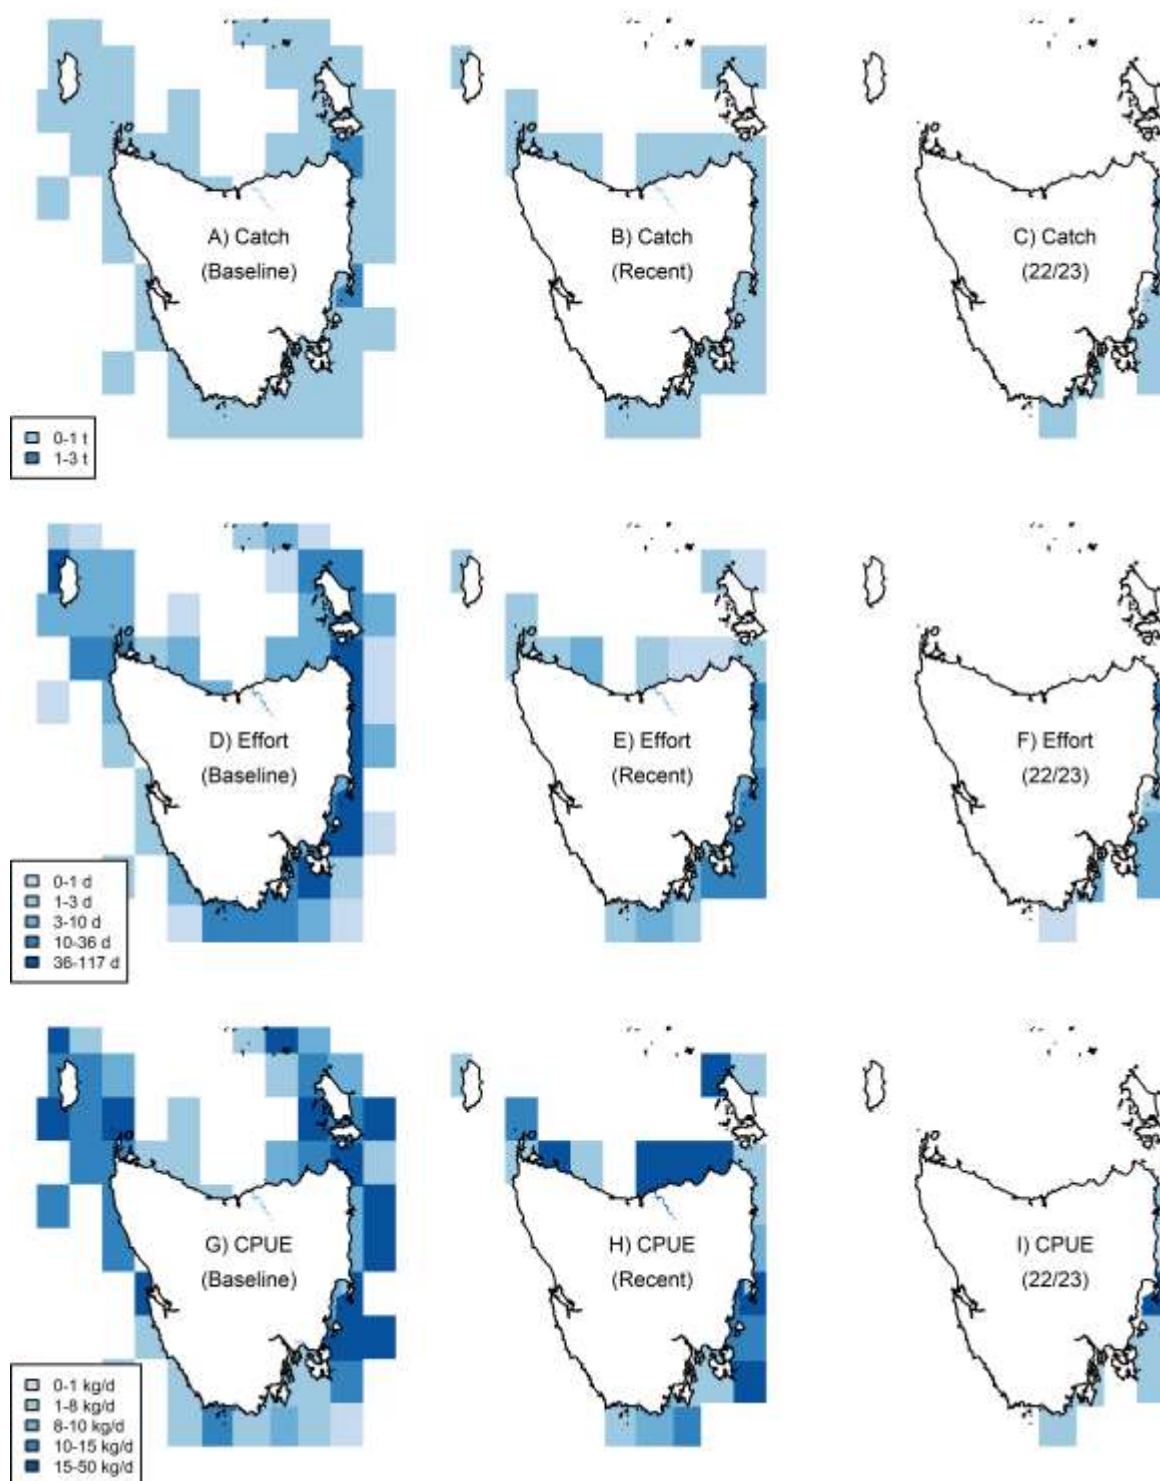 A) Catch
(Baseline)
B) Catch
(Recent)
C) Catch
(22/23)
0-1 t
1-3 t
D) Effort
(Baseline)
E) Effort
(Recent)
F) Effort
(22/23)
0-1 d
1-3 d
3-10 d
10-36 d
36-117 d
G) CPUE
(Baseline)
H) CPUE
(Recent)
I) CPUE
(22/23)
0-1 kg/d
1-8 kg/d
8-10 kg/d
10-15 kg/d
15-50 kg/d